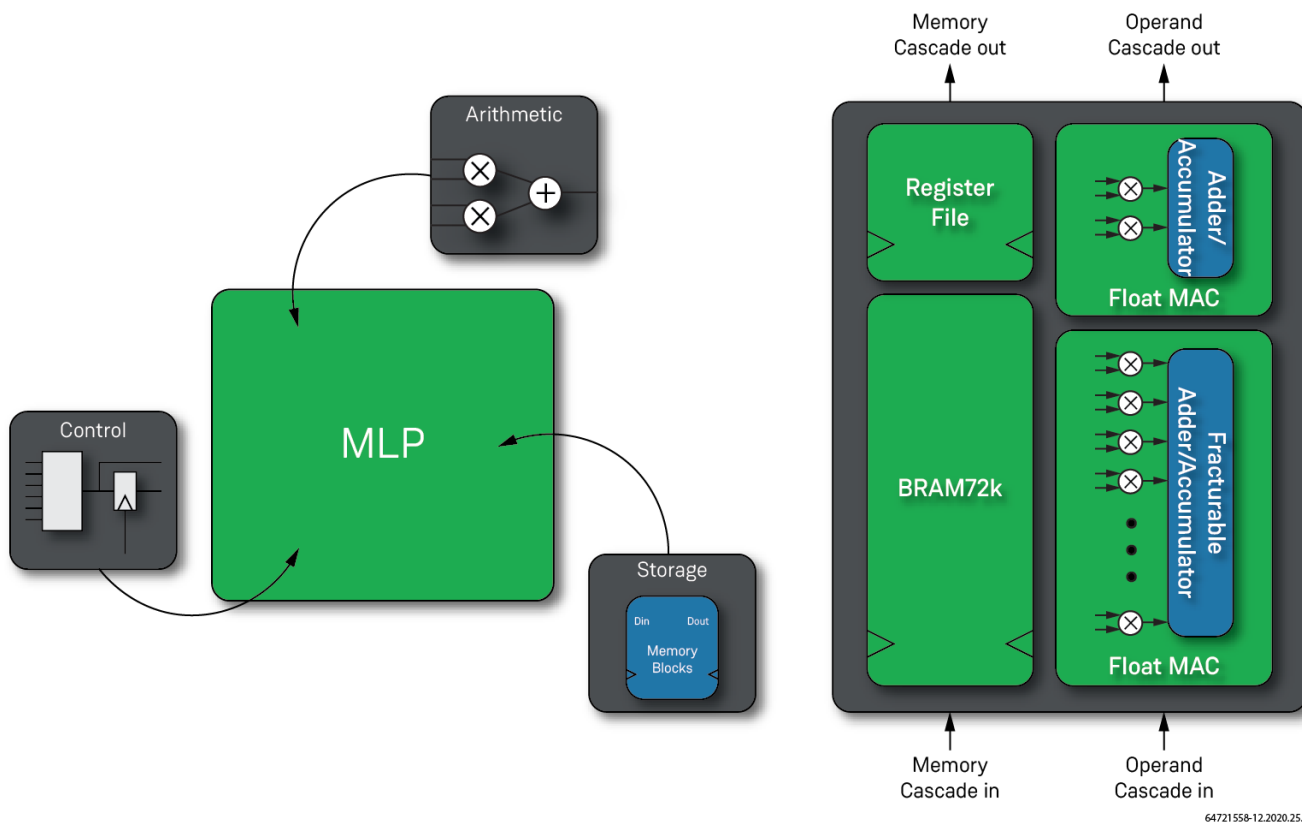 Arithmetic
MLP
Control
Storage
Din Dout
Memory
Blocks
Memory
Cascade out
Operand
Cascade out
Register
File
Adder/
Accumulator
Float MAC
BRAM72k
Fracturable
Adder/Accumulator
Float MAC
Memory
Cascade in
Operand
Cascade in
64721558-12.2020.25.